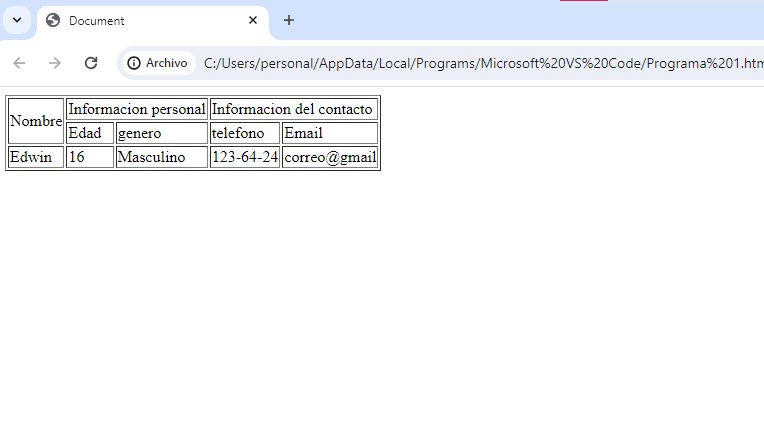 Document
Archivo C:/Users/personal/AppData/Local/Programs/Microsoft%20VS%20Code/Programa%201.htm
Nombre Informacion personal Informacion del contacto
Edad genero telefono Email
Edwin 16 Masculino 123-64-24 correo@gmail